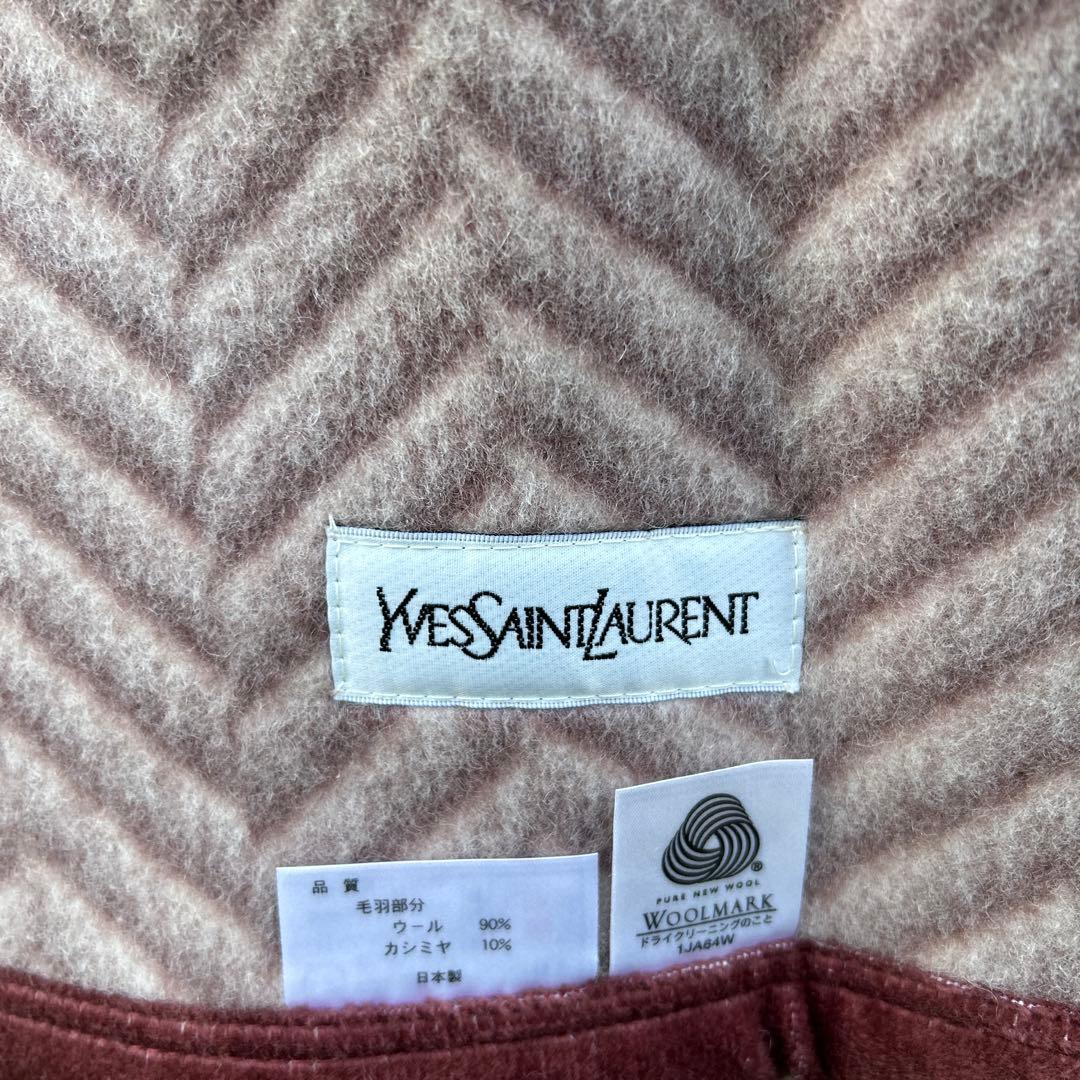 YVESSAINTLAURENT
品質
毛羽部分
ウール 90%
カシミヤ 10%
日本製
PURE NEW WOOL
WOOLMARK
ドライクリーニングのこと
1JA64W